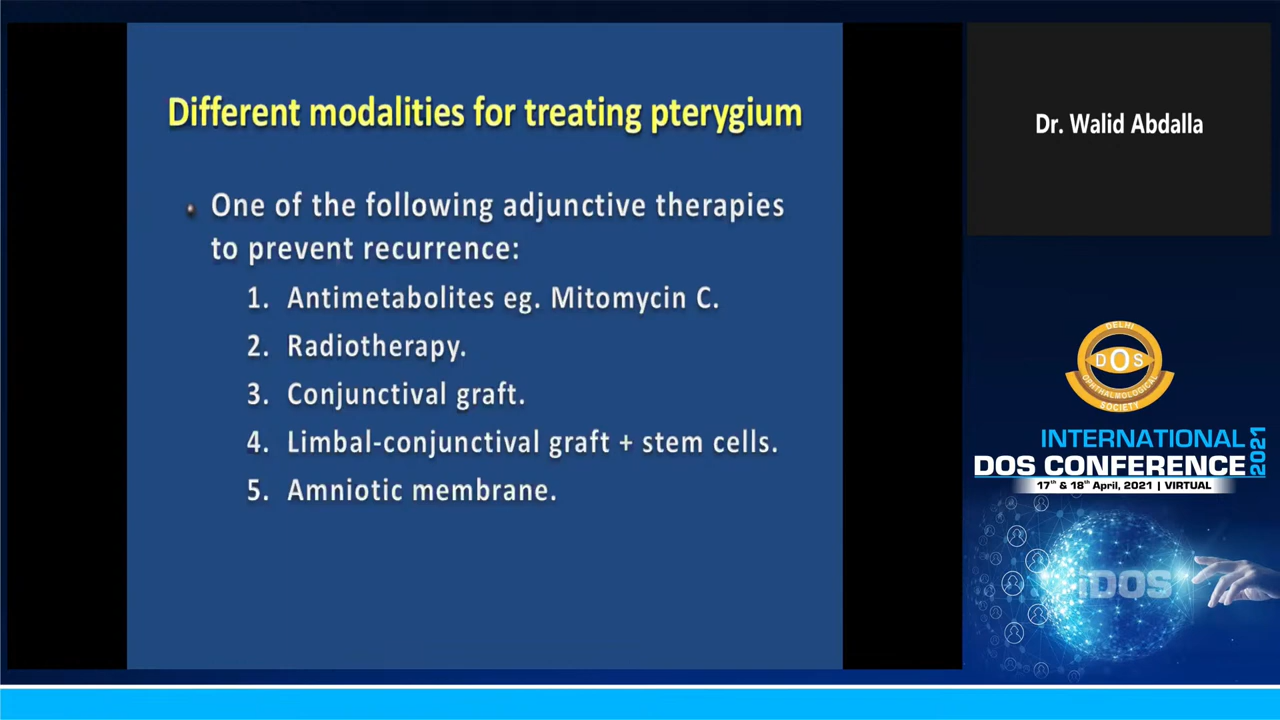 Different modalities for treating pterygium
• One of the following adjunctive therapies
to prevent recurrence:
1. Antimetabolites eg. Mitomycin C.
2. Radiotherapy.
3. Conjunctival graft.
4. Limbal-conjunctival graft + stem cells.
5. Amniotic membrane.
Dr. Walid Abdalla
DELHI
DOS
OPHTHALMOLOGICAL
SOCIETY
INTERNATIONAL
DOS CONFERENCE
2021
17th & 18th April, 2021 | VIRTUAL
iDOS